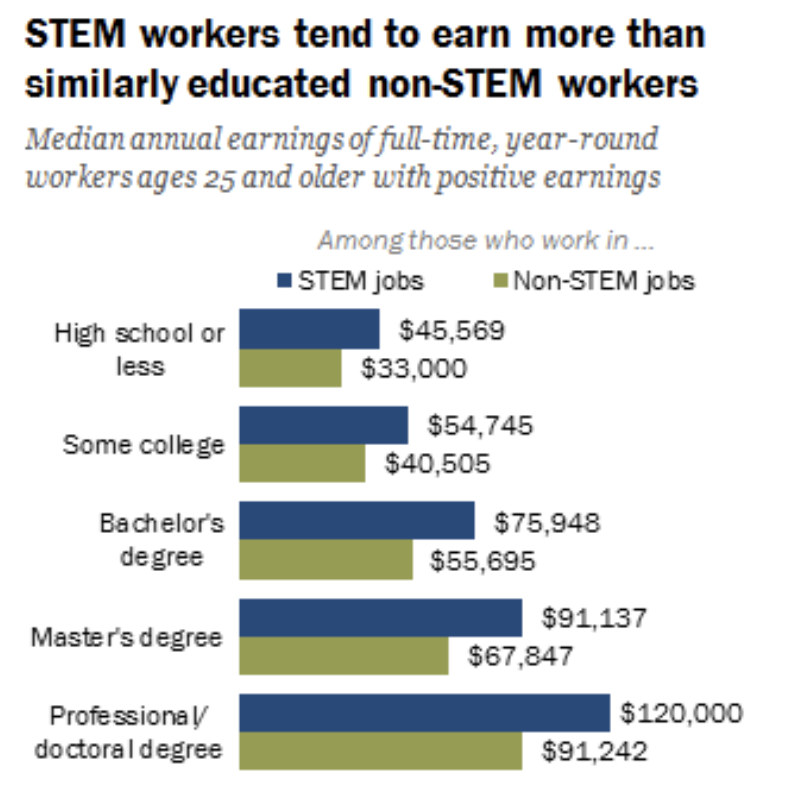 STEM workers tend to earn more than
similarly educated non-STEM workers
Median annual earnings of full-time, year-round
workers ages 25 and older with positive earnings
Among those who work in ...
STEM jobs
Non-STEM jobs
High school or
less
$45,569
$33,000
Some college
$54,745
$40,505
Bachelor's
degree
$75,948
$55,695
Master's degree
$91,137
$67,847
Professional/
doctoral degree
$120,000
$91,242